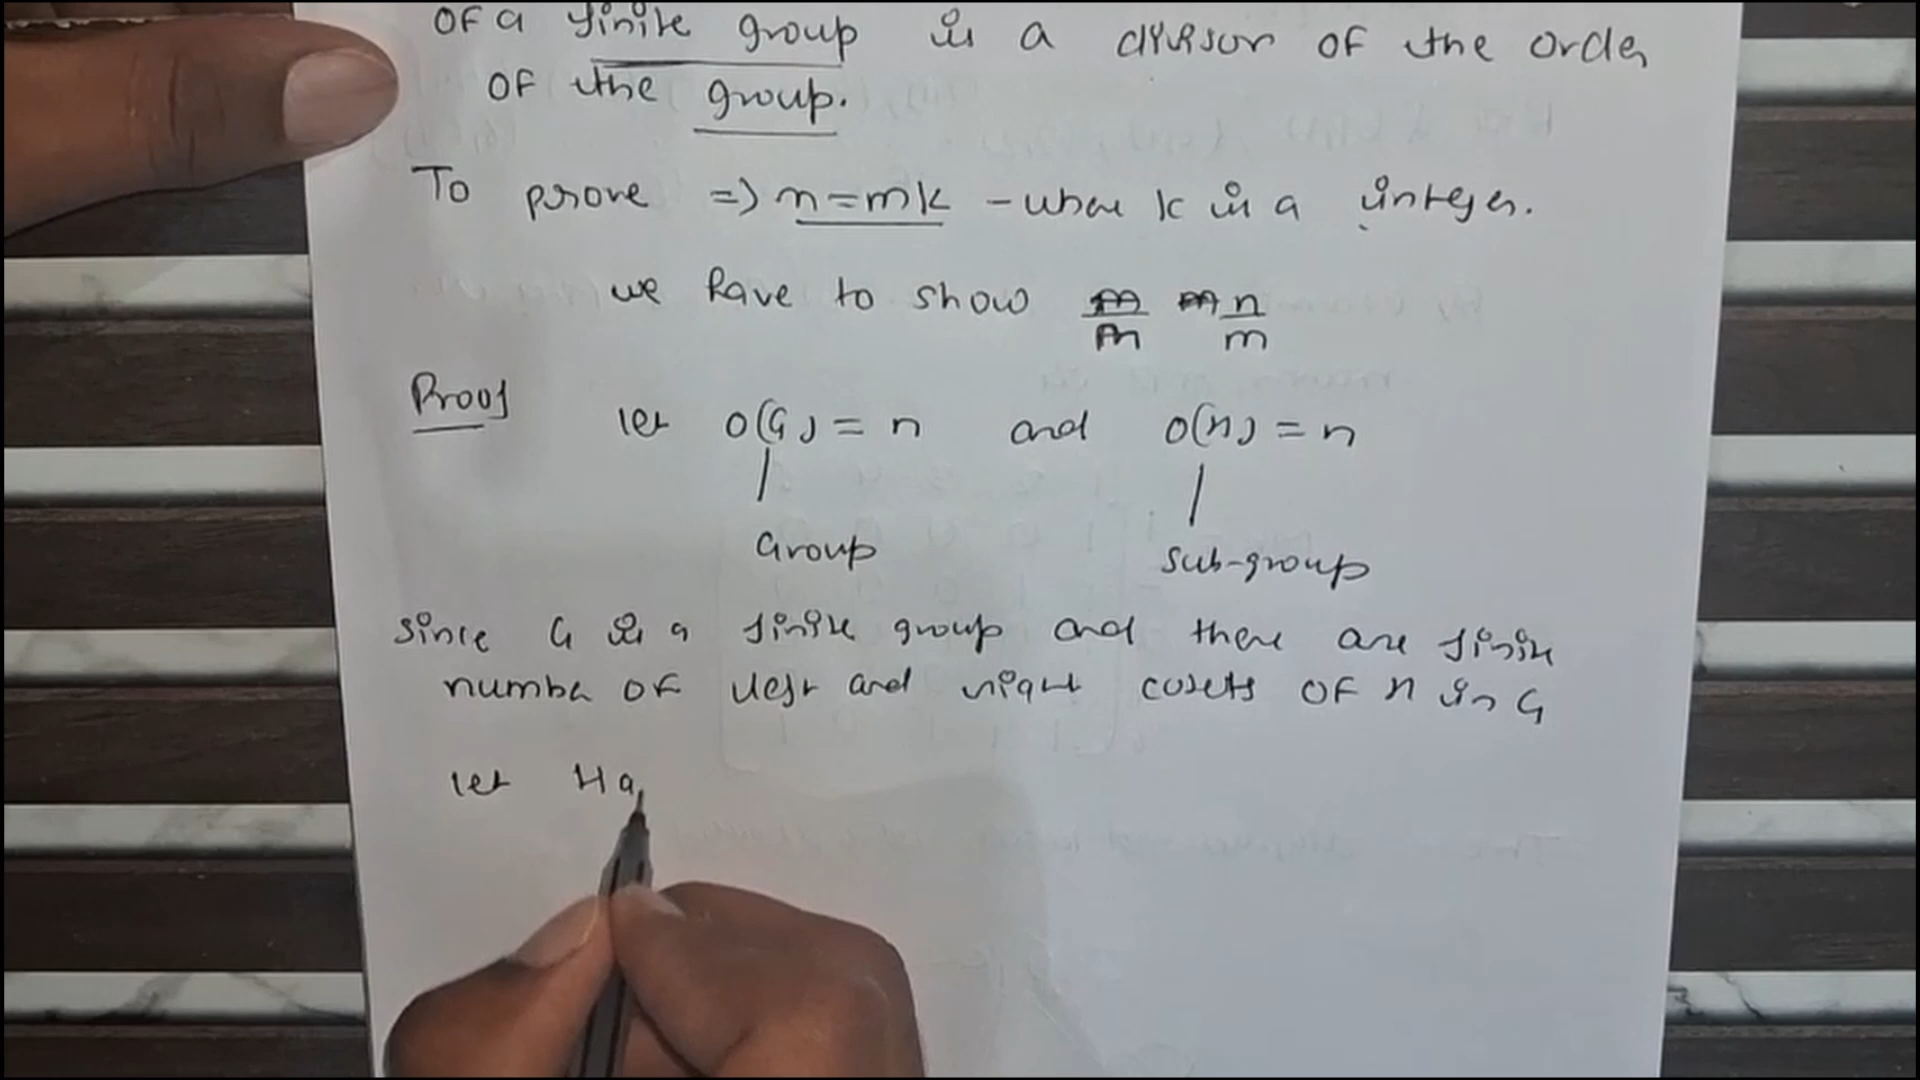 OF a finite group is a divisor OF the order
OF the group.
To prove => n=mk - where k is a integer.
we have to show n/m
Proof let O(G) = n and O(H) = n
Group Sub-group
Since G is a finite group and there are finite
number OF left and right cosets OF H in G
let Ha